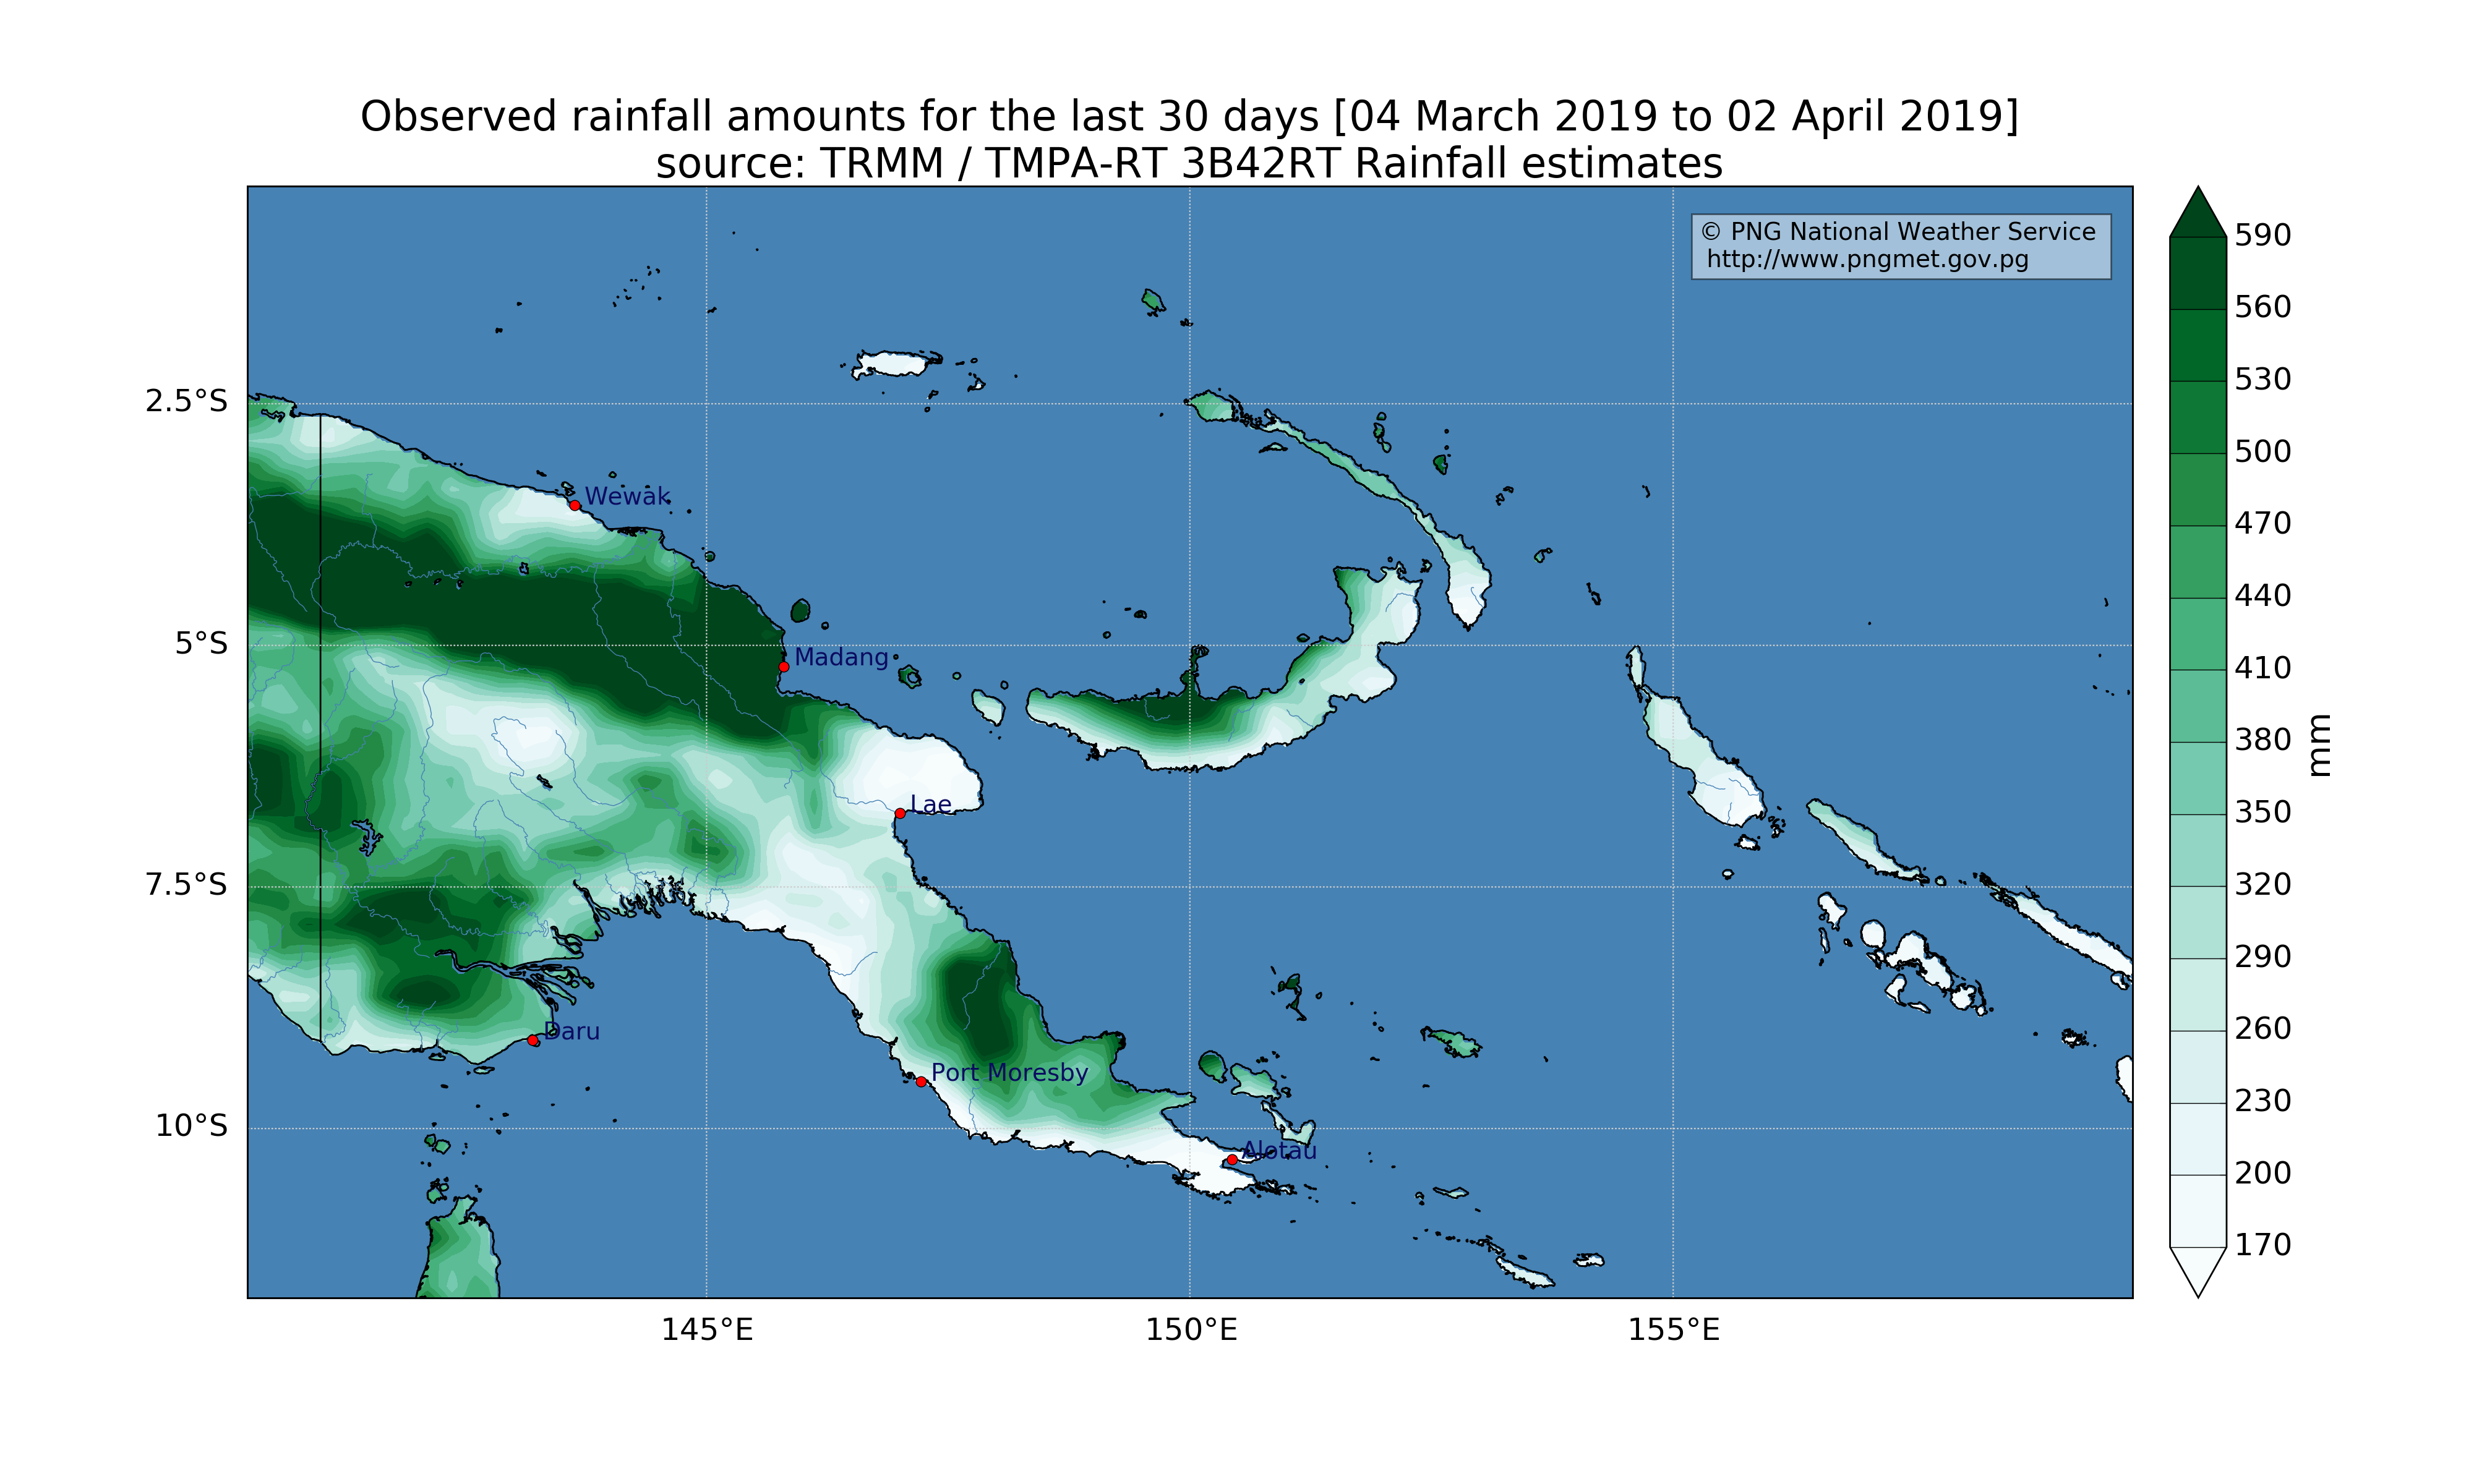 Observed rainfall amounts for the last 30 days [04 March 2019 to 02 April 2019]
source: TRMM / TMPA-RT 3B42RT Rainfall estimates
© PNG National Weather Service
http://www.pngmet.gov.pg
590
560
530
500
470
440
410
380
350
320
290
260
230
200
170
mm
2.5°S
5°S
7.5°S
10°S
Wewak
Madang
Lae
Daru
Port Moresby
Alotau
145°E
150°E
155°E